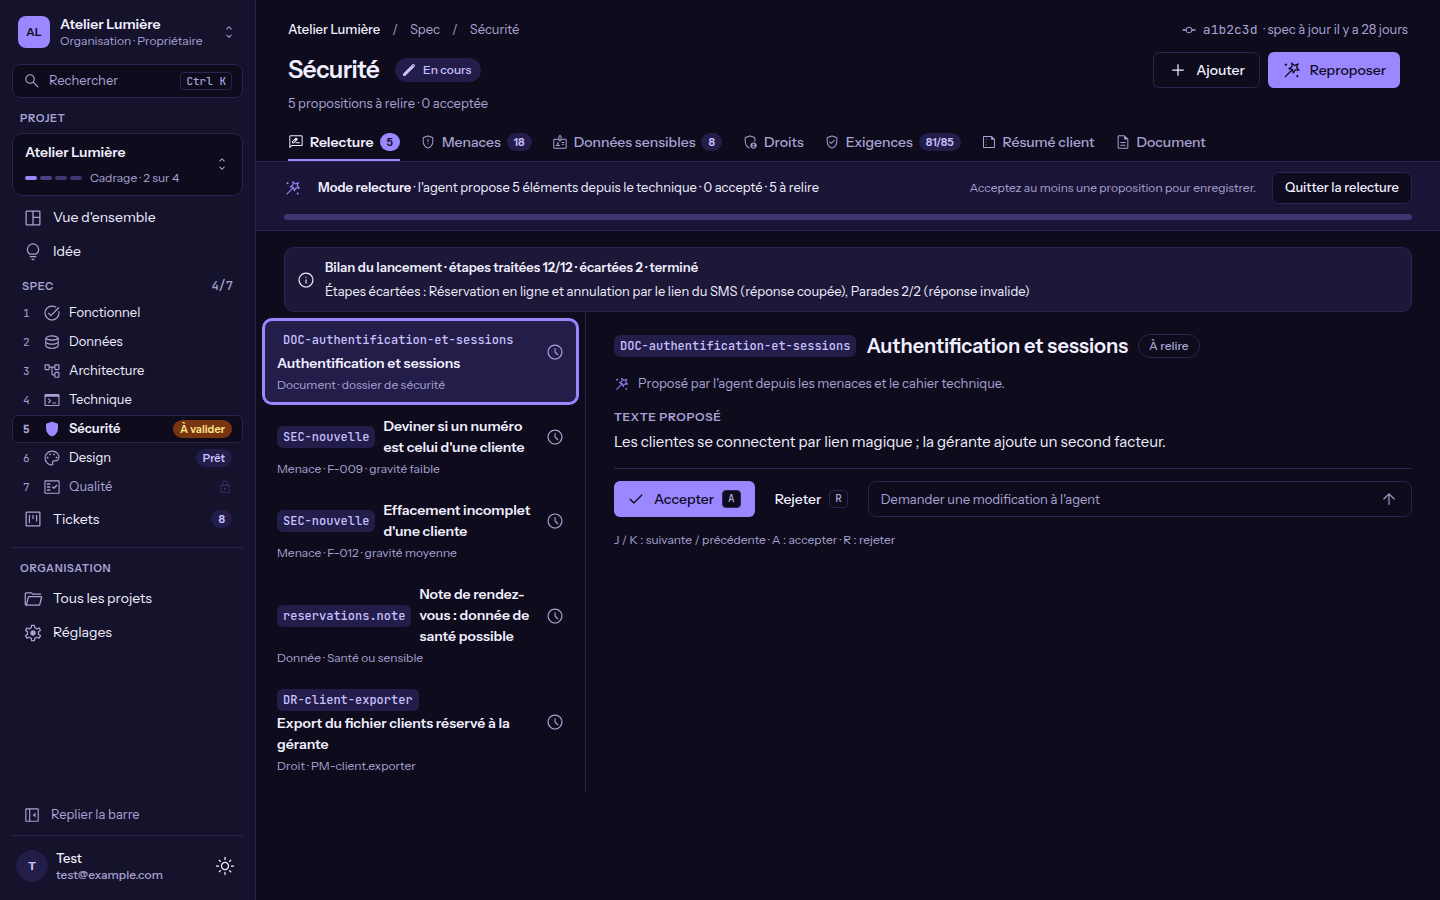 AL
Atelier Lumière
Organisation · Propriétaire
Rechercher
Ctrl K
PROJET
Atelier Lumière
Cadrage · 2 sur 4
Vue d'ensemble
Idée
SPEC 4/7
1 Fonctionnel
2 Données
3 Architecture
4 Technique
5 Sécurité À valider
6 Design Prêt
7 Qualité
Tickets 8
ORGANISATION
Tous les projets
Réglages
Replier la barre
T
Test
test@example.com
Atelier Lumière / Spec / Sécurité
a1b2c3d · spec à jour il y a 28 jours
Sécurité En cours
Ajouter
Reproposer
5 propositions à relire · 0 acceptée
Relecture 5
Menaces 18
Données sensibles 8
Droits
Exigences 81/85
Résumé client
Document
Mode relecture · l'agent propose 5 éléments depuis le technique · 0 accepté · 5 à relire
Acceptez au moins une proposition pour enregistrer.
Quitter la relecture
Bilan du lancement · étapes traitées 12/12 · écartées 2 · terminé
Étapes écartées : Réservation en ligne et annulation par le lien du SMS (réponse coupée), Parades 2/2 (réponse invalide)
DOC-authentification-et-sessions
Authentification et sessions
Document · dossier de sécurité
SEC-nouvelle
Deviner si un numéro
est celui d'une cliente
Menace · F-009 · gravité faible
SEC-nouvelle
Effacement incomplet
d'une cliente
Menace · F-012 · gravité moyenne
reservations.note
Note de rendez-
vous : donnée de
santé possible
Donnée · Santé ou sensible
DR-client-exporter
Export du fichier clients réservé à la
gérante
Droit · PM-client.exporter
DOC-authentification-et-sessions
Authentification et sessions
À relire
Proposé par l'agent depuis les menaces et le cahier technique.
TEXTE PROPOSÉ
Les clientes se connectent par lien magique ; la gérante ajoute un second facteur.
Accepter A
Rejeter R
Demander une modification à l'agent
J / K : suivante / précédente · A : accepter · R : rejeter